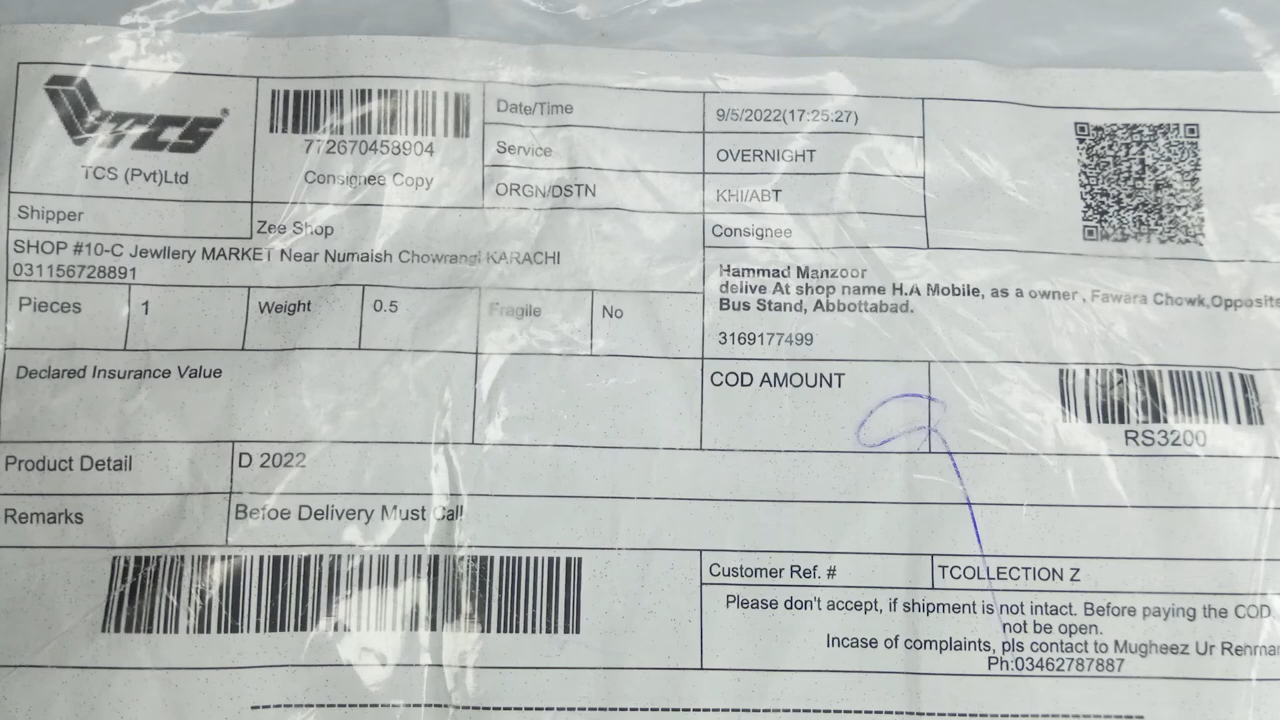 TCS
TCS (Pvt)Ltd
772670458904
Consignee Copy
Date/Time
9/5/2022(17:25:27)
Service
OVERNIGHT
ORGN/DSTN
KHI/ABT
Shipper
Zee Shop
SHOP #10-C Jewllery MARKET Near Numaish Chowrangi KARACHI
031156728891
Consignee
Hammad Manzoor
delive At shop name H.A Mobile, as a owner , Fawara Chowk,Opposite
Bus Stand, Abbottabad.
3169177499
Pieces
1
Weight
0.5
Fragile
No
Declared Insurance Value
COD AMOUNT
RS3200
Product Detail
D 2022
Remarks
Befoe Delivery Must Call
Customer Ref. #
TCOLLECTION Z
Please don't accept, if shipment is not intact. Before paying the COD
not be open.
Incase of complaints, pls contact to Mugheez Ur Rehma
Ph:03462787887